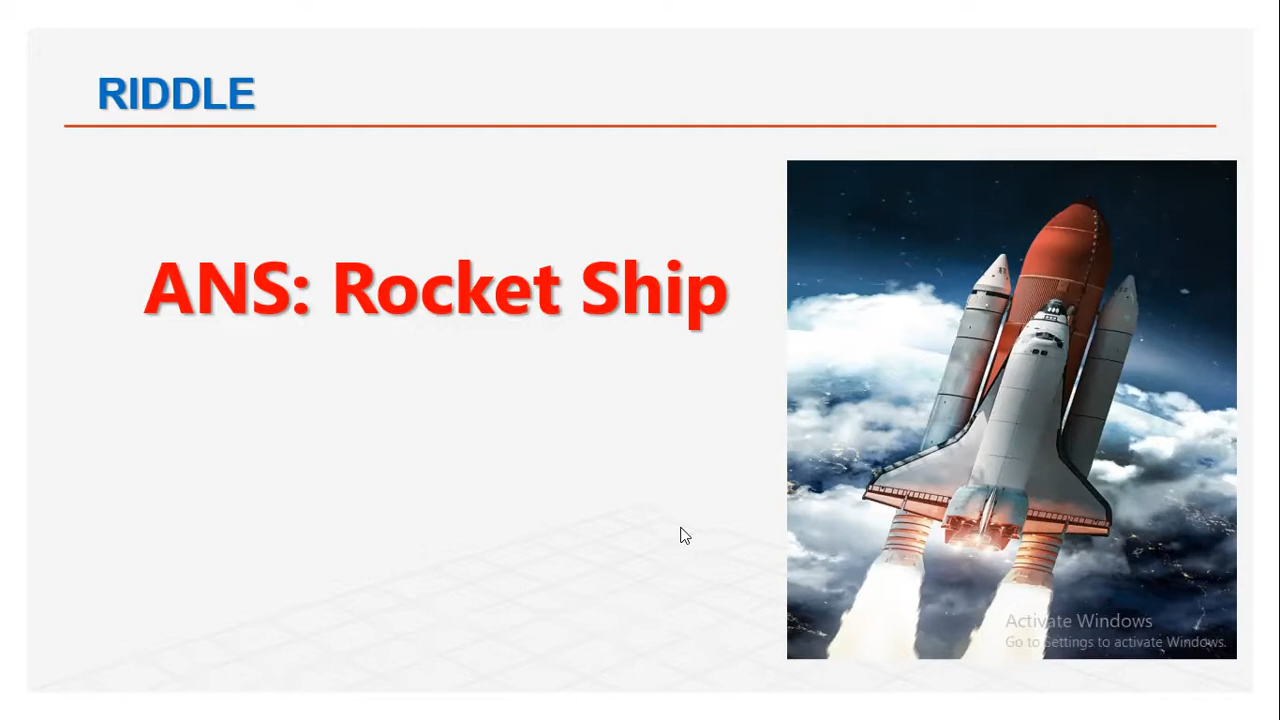 RIDDLE
ANS: Rocket Ship
Activate Windows
Go to Settings to activate Windows.